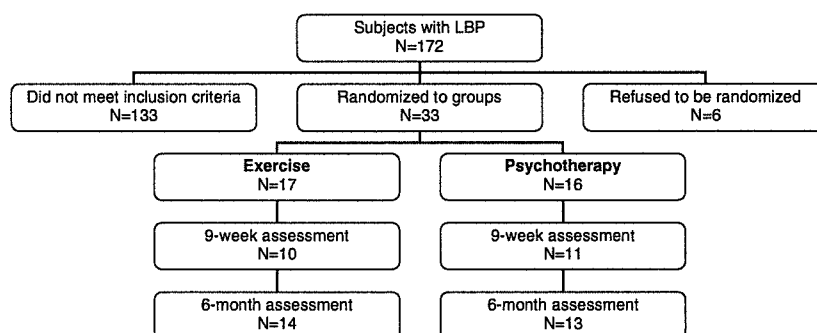 Subjects with LBP
N=172
Did not meet inclusion criteria
N=133
Randomized to groups
N=33
Refused to be randomized
N=6
Exercise
N=17
Psychotherapy
N=16
9-week assessment
N=10
9-week assessment
N=11
6-month assessment
N=14
6-month assessment
N=13